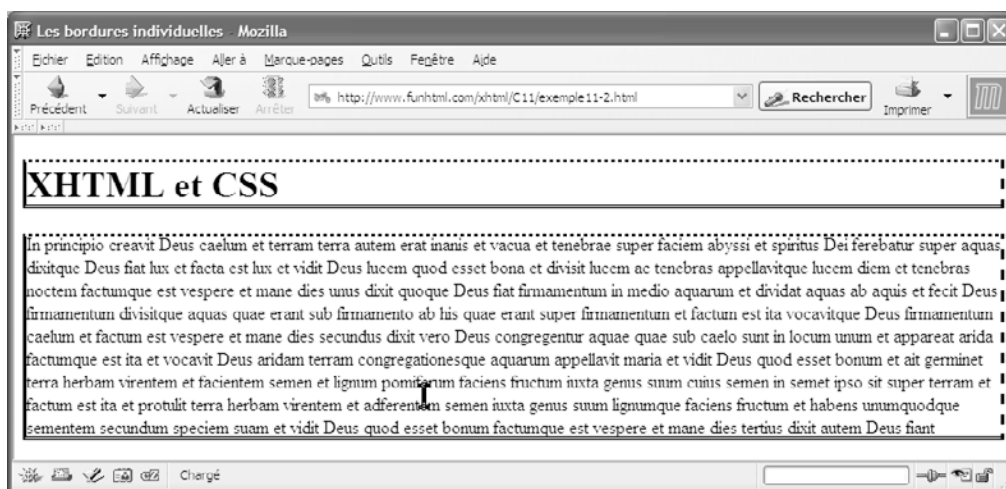 Les bordures individuelles - Mozilla
Fichier Edition Affichage Aller à Marque-pages Outils Fenêtre Aide
Précédent Suivant Actualiser Arrêter http://www.funhtml.com/xhtml/C11/exemple11-2.html Rechercher Imprimer
XHTML et CSS
In principio creavit Deus caelum et terram terra autem erat inanis et vacua et tenebrae super faciem abyssi et spiritus Dei ferebatur super aquas
dixitque Deus fiat lux et facta est lux et vidit Deus lucem quod esset bona et divisit lucem ac tenebras appellavitque lucem diem et tenebras
noctem factumque est vespere et mane dies unus dixit quoque Deus fiat firmamentum in medio aquarum et dividat aquas ab aquis et fecit Deus
firmamentum divisitque aquas quae erant sub firmamento ab his quae erant super firmamentum et factum est ita vocavitque Deus firmamentum
caelum et factum est vespere et mane dies secundus dixit vero Deus congregentur aquae quae sub caelo sunt in locum unum et appareat arida
factumque est ita et vocavit Deus aridam terram congregationesque aquarum appellavit maria et vidit Deus quod esset bonum et ait germinet
terra herbam virentem et facientem semen et lignum pomiferum faciens fructum iuxta genus suum cuius semen in semet ipso sit super terram et
factum est ita et protulit terra herbam virentem et adferentem semen iuxta genus suum lignumque faciens fructum et habens unumquodque
sementem secundum speciem suam et vidit Deus quod esset bonum factumque est vespere et mane dies tertius dixit autem Deus fiant
Chargé